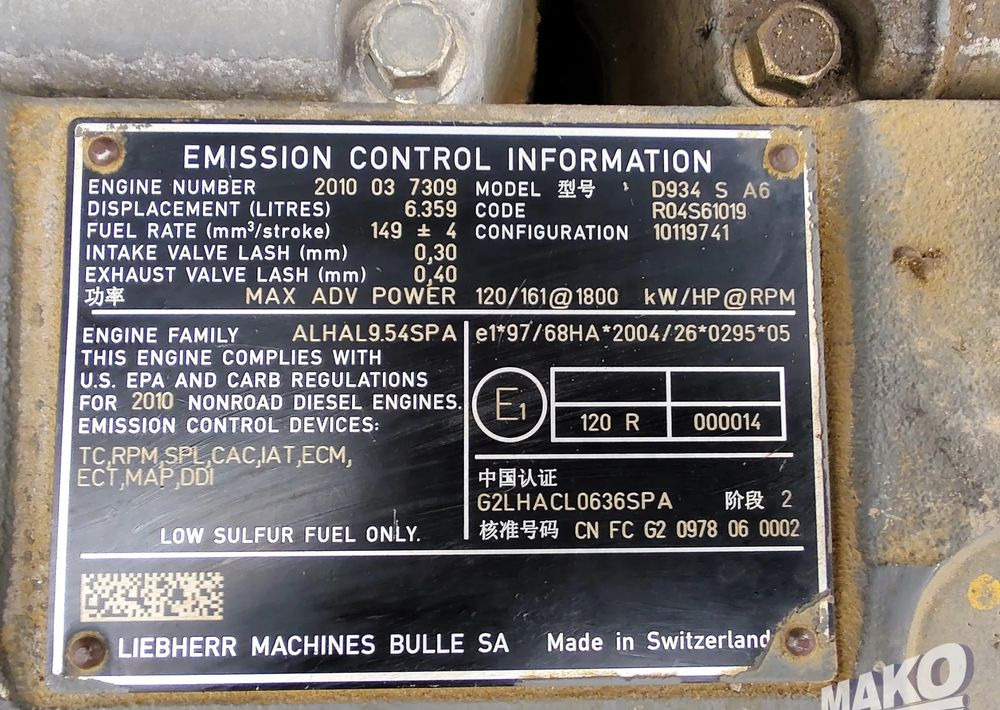 EMISSION CONTROL INFORMATION
ENGINE NUMBER 2010 03 7309 MODEL 型号 D934 S A6
DISPLACEMENT (LITRES) 6.359 CODE R04S61019
FUEL RATE (mm³/stroke) 149 ± 4 CONFIGURATION 10119741
INTAKE VALVE LASH (mm) 0,30
EXHAUST VALVE LASH (mm) 0,40
功率 MAX ADV POWER 120/161@1800 kW/HP@RPM
ENGINE FAMILY ALHAL9.54SPA
THIS ENGINE COMPLIES WITH
U.S. EPA AND CARB REGULATIONS
FOR 2010 NONROAD DIESEL ENGINES.
EMISSION CONTROL DEVICES:
TC,RPM,SPL,CAC,IAT,ECM,
ECT,MAP,DDI
LOW SULFUR FUEL ONLY.
e1*97/68HA*2004/26*0295*05
E1
120 R 000014
中国认证
G2LHACL0636SPA 阶段 2
核准号码 CN FC G2 0978 06 0002
LIEBHERR MACHINES BULLE SA Made in Switzerland
MAKO